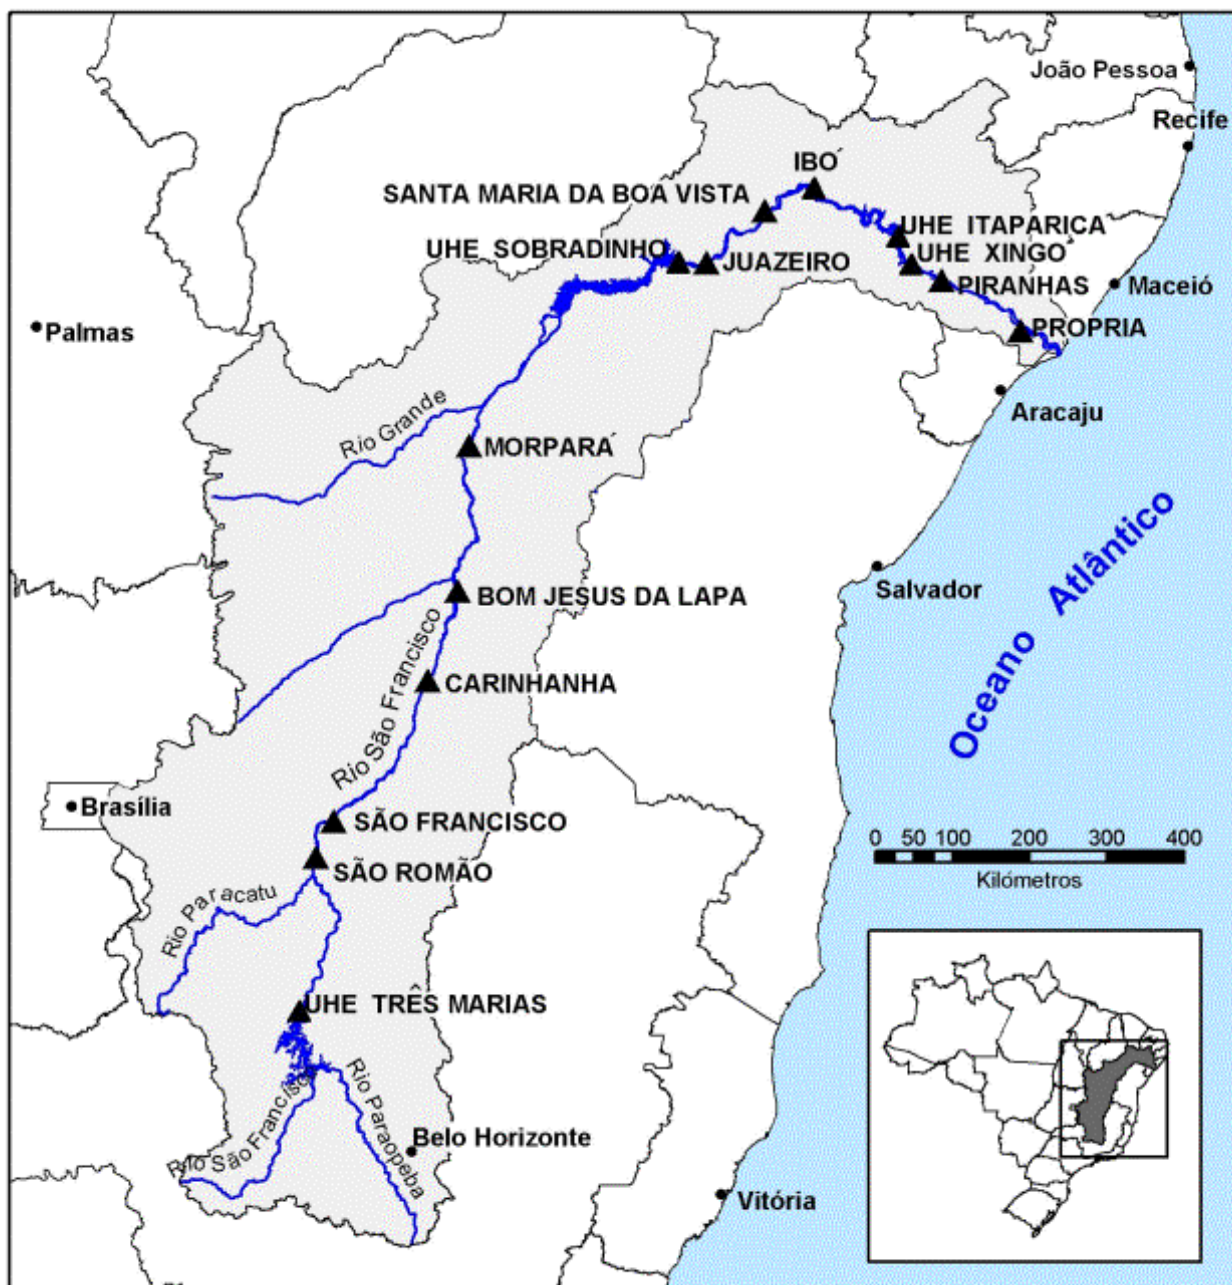 João Pessoa
Recife
IBÓ
SANTA MARIA DA BOA VISTA
UHE ITAPARICA
UHE SOBRADINHO
JUAZEIRO
UHE XINGÓ
PIRANHAS
Maceió
Palmas
PROPRIA
Aracaju
Rio Grande
MORPARÁ
Oceano Atlântico
Salvador
BOM JESUS DA LAPA
Rio São Francisco
CARINHANHA
Brasília
SÃO FRANCISCO
SÃO ROMÃO
0 50 100 200 300 400
Kilómetros
Rio Paracatu
UHE TRÊS MARIAS
Rio São Francisco
Rio Paraopeba
Belo Horizonte
Vitória